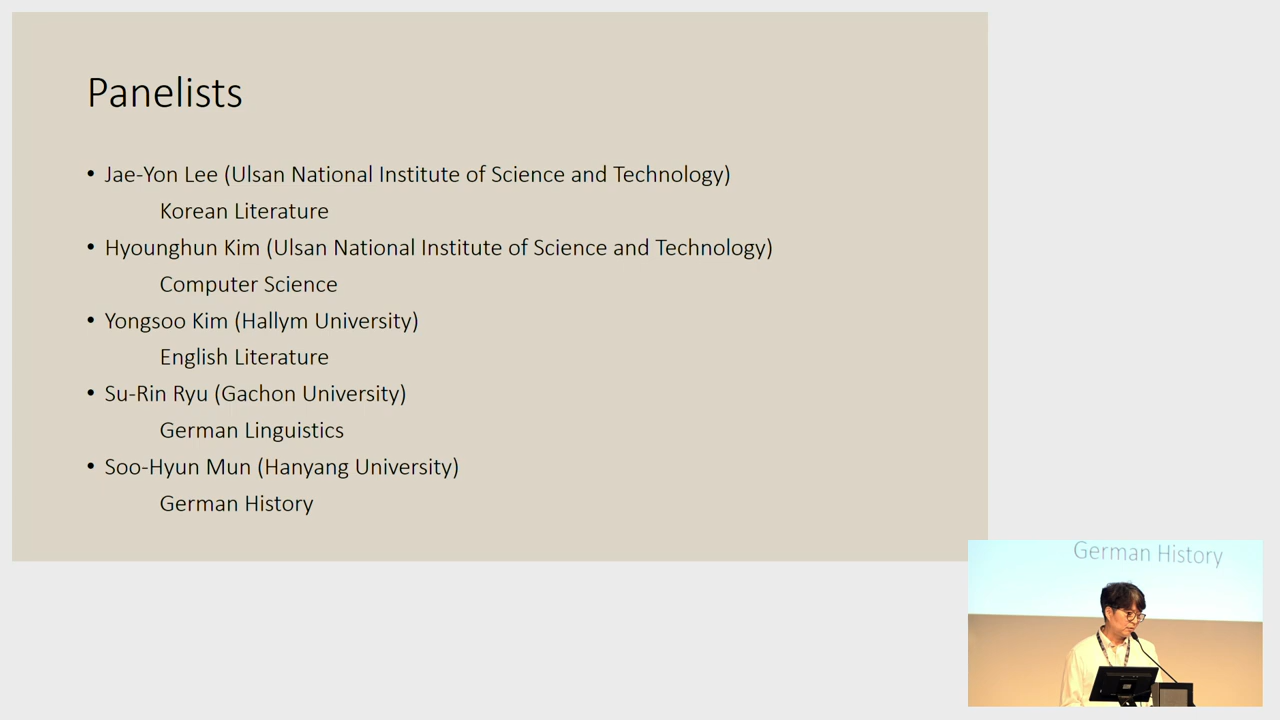 Panelists
• Jae-Yon Lee (Ulsan National Institute of Science and Technology)
Korean Literature
• Hyounghun Kim (Ulsan National Institute of Science and Technology)
Computer Science
• Yongsoo Kim (Hallym University)
English Literature
• Su-Rin Ryu (Gachon University)
German Linguistics
• Soo-Hyun Mun (Hanyang University)
German History
German History